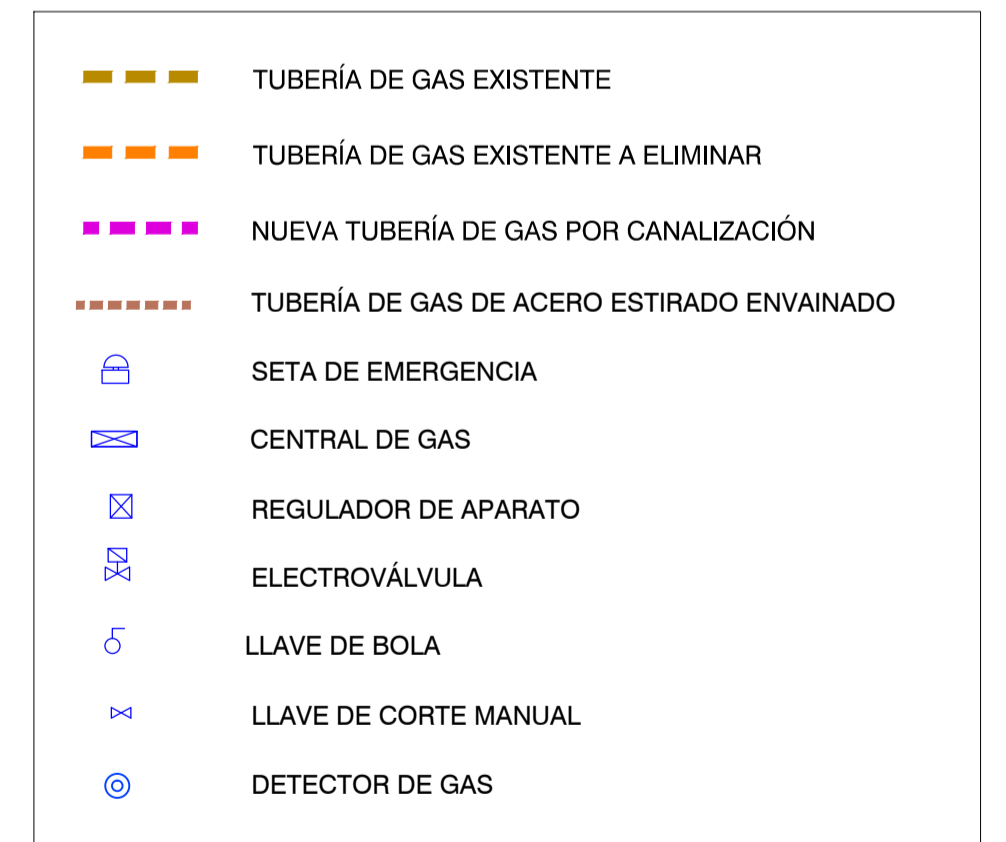 TUBERÍA DE GAS EXISTENTE
TUBERÍA DE GAS EXISTENTE A ELIMINAR
NUEVA TUBERÍA DE GAS POR CANALIZACIÓN
TUBERÍA DE GAS DE ACERO ESTIRADO ENVAINADO
SETA DE EMERGENCIA
CENTRAL DE GAS
REGULADOR DE APARATO
ELECTROVÁLVULA
LLAVE DE BOLA
LLAVE DE CORTE MANUAL
DETECTOR DE GAS